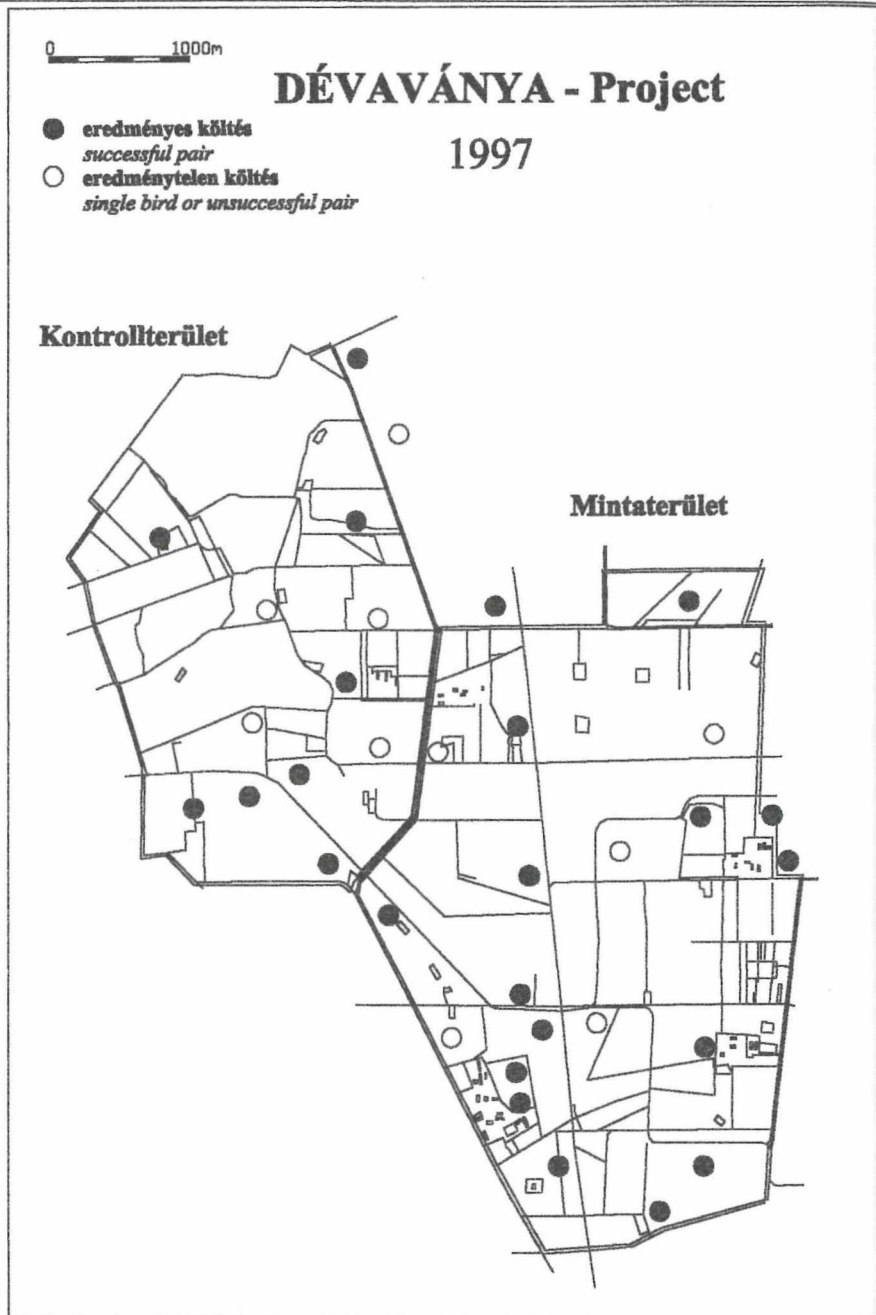 0 1000m
DÉVAVÁNYA - Project
1997
eredményes költés
successful pair
eredménytelen költés
single bird or unsuccessful pair
Kontrollterület
Mintaterület